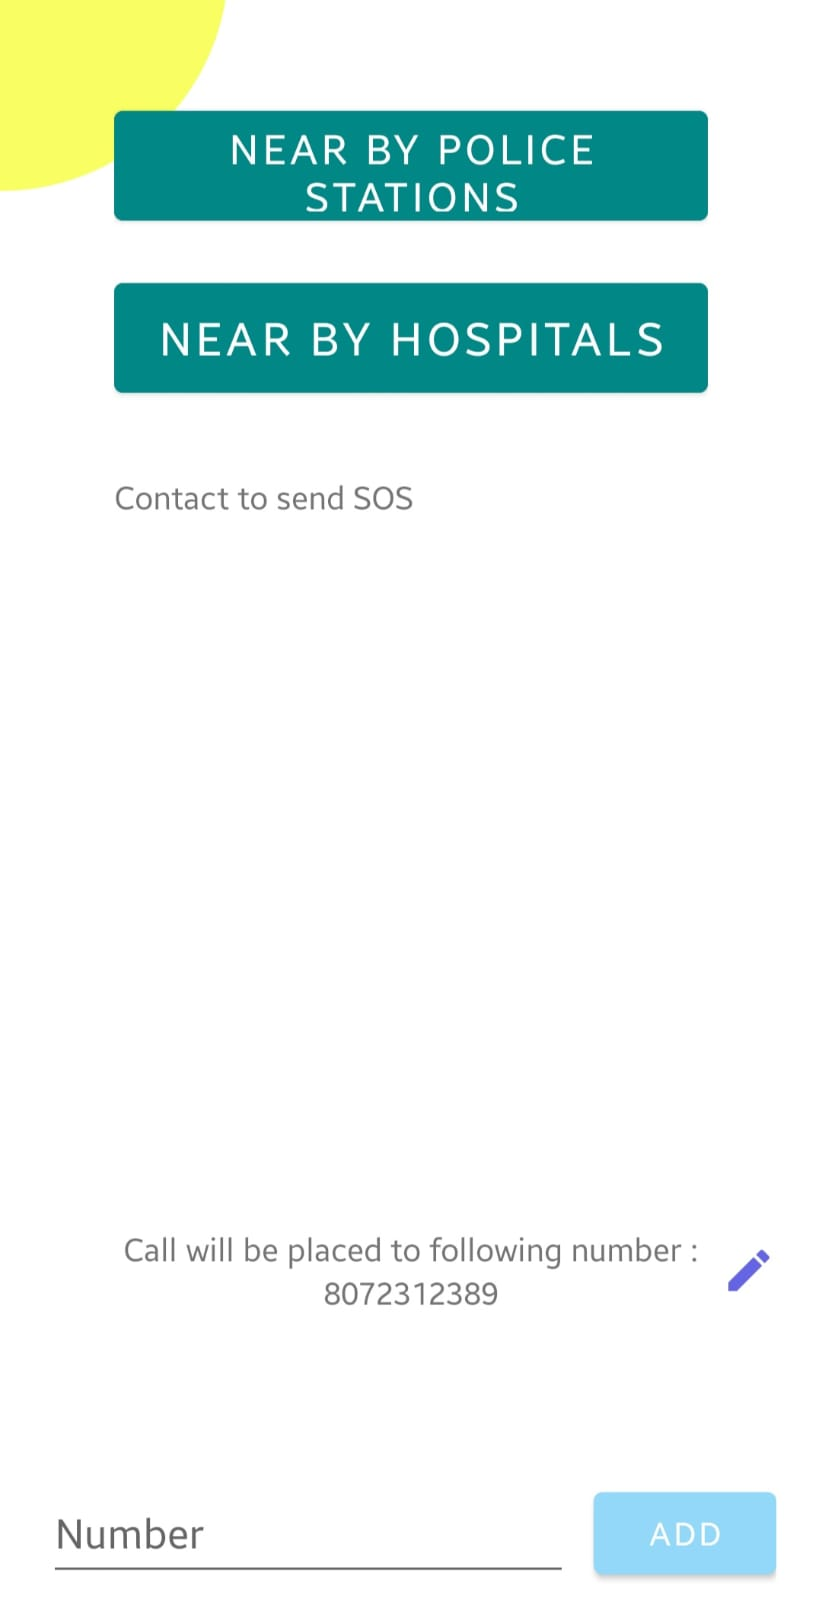 NEAR BY POLICE
STATIONS
NEAR BY HOSPITALS
Contact to send SOS
Call will be placed to following number :
8072312389
Number
ADD